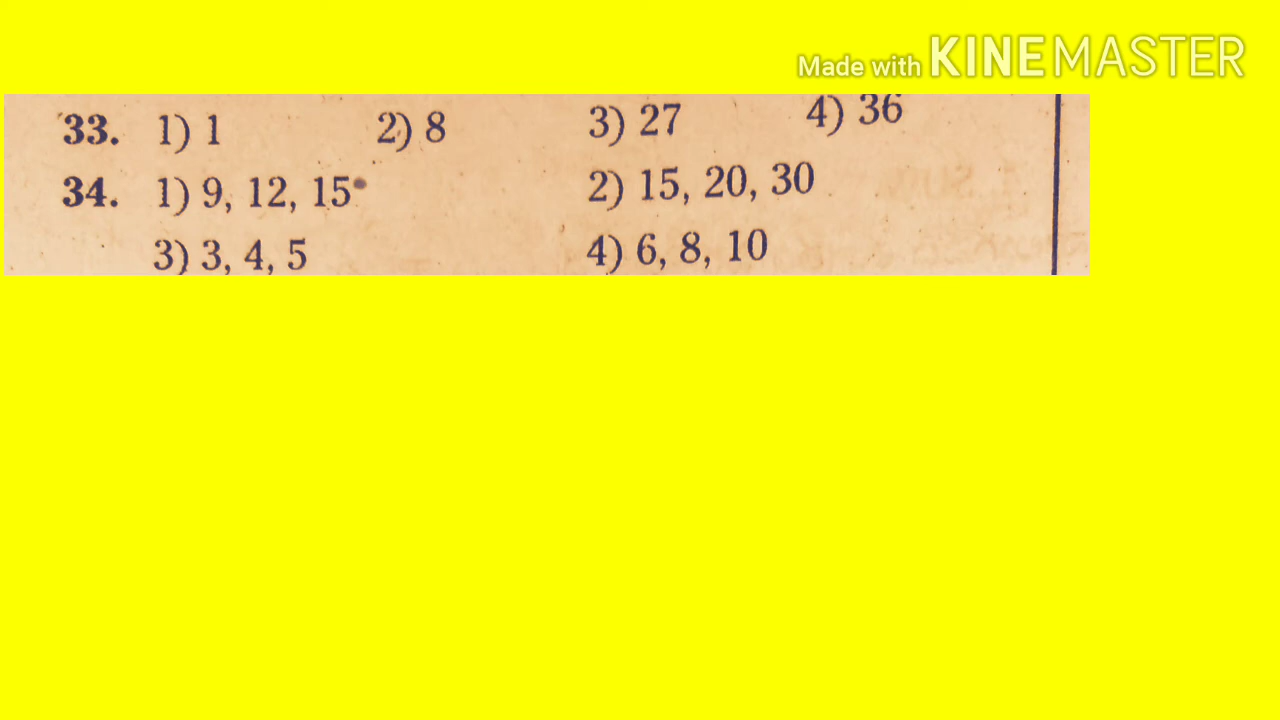 Made with KINEMASTER
33. 1) 1 2) 8 3) 27 4) 36
34. 1) 9, 12, 15 2) 15, 20, 30
3) 3, 4, 5 4) 6, 8, 10